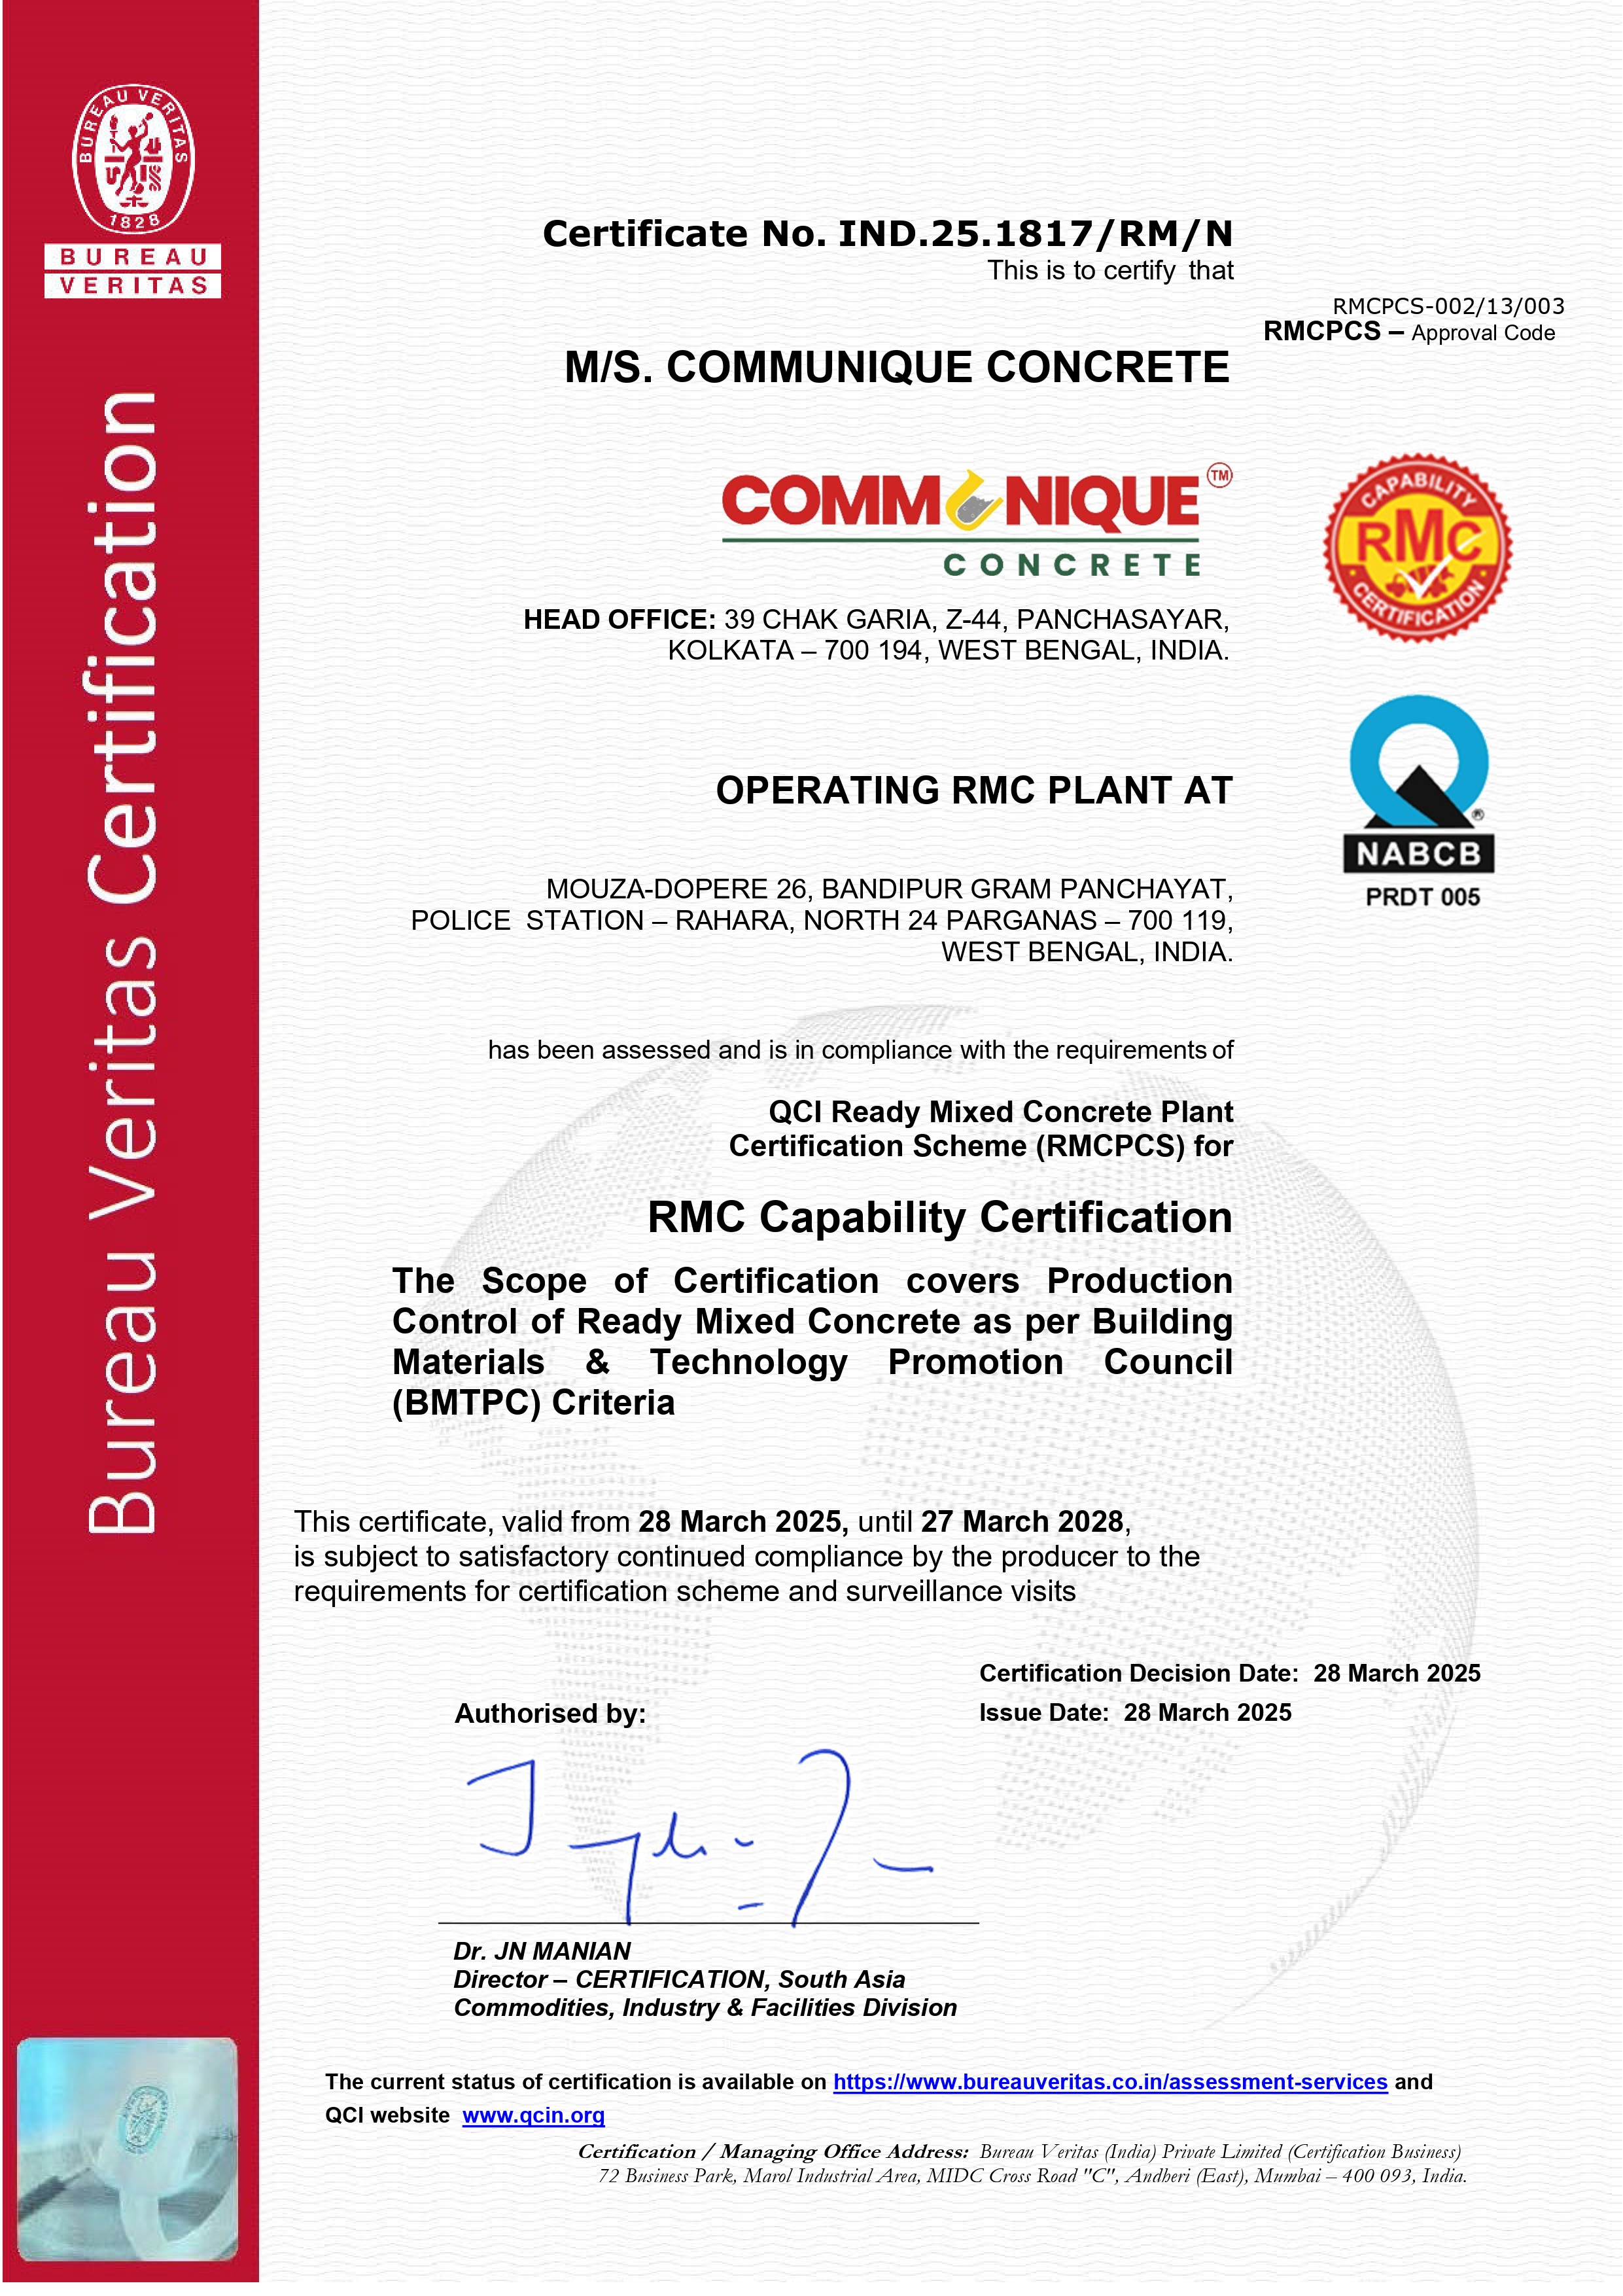 BUREAU VERITAS
1828
BUREAU
VERITAS
Bureau Veritas Certification
Certificate No. IND.25.1817/RM/N
This is to certify that
RMCPCS-002/13/003
RMCPCS – Approval Code
M/S. COMMUNIQUE CONCRETE
COMMUNIQUE TM
CONCRETE
CAPABILITY
RMC
CERTIFICATION
HEAD OFFICE: 39 CHAK GARIA, Z-44, PANCHASAYAR,
KOLKATA – 700 194, WEST BENGAL, INDIA.
OPERATING RMC PLANT AT
®
NABCB
PRDT 005
MOUZA-DOPERE 26, BANDIPUR GRAM PANCHAYAT,
POLICE STATION – RAHARA, NORTH 24 PARGANAS – 700 119,
WEST BENGAL, INDIA.
has been assessed and is in compliance with the requirements of
QCI Ready Mixed Concrete Plant
Certification Scheme (RMCPCS) for
RMC Capability Certification
The Scope of Certification covers Production
Control of Ready Mixed Concrete as per Building
Materials & Technology Promotion Council
(BMTPC) Criteria
This certificate, valid from 28 March 2025, until 27 March 2028,
is subject to satisfactory continued compliance by the producer to the
requirements for certification scheme and surveillance visits
Certification Decision Date: 28 March 2025
Authorised by:
Issue Date: 28 March 2025
Dr. JN MANIAN
Director – CERTIFICATION, South Asia
Commodities, Industry & Facilities Division
The current status of certification is available on https://www.bureauveritas.co.in/assessment-services and
QCI website www.qcin.org
Certification / Managing Office Address: Bureau Veritas (India) Private Limited (Certification Business)
72 Business Park, Marol Industrial Area, MIDC Cross Road "C", Andheri (East), Mumbai – 400 093, India.